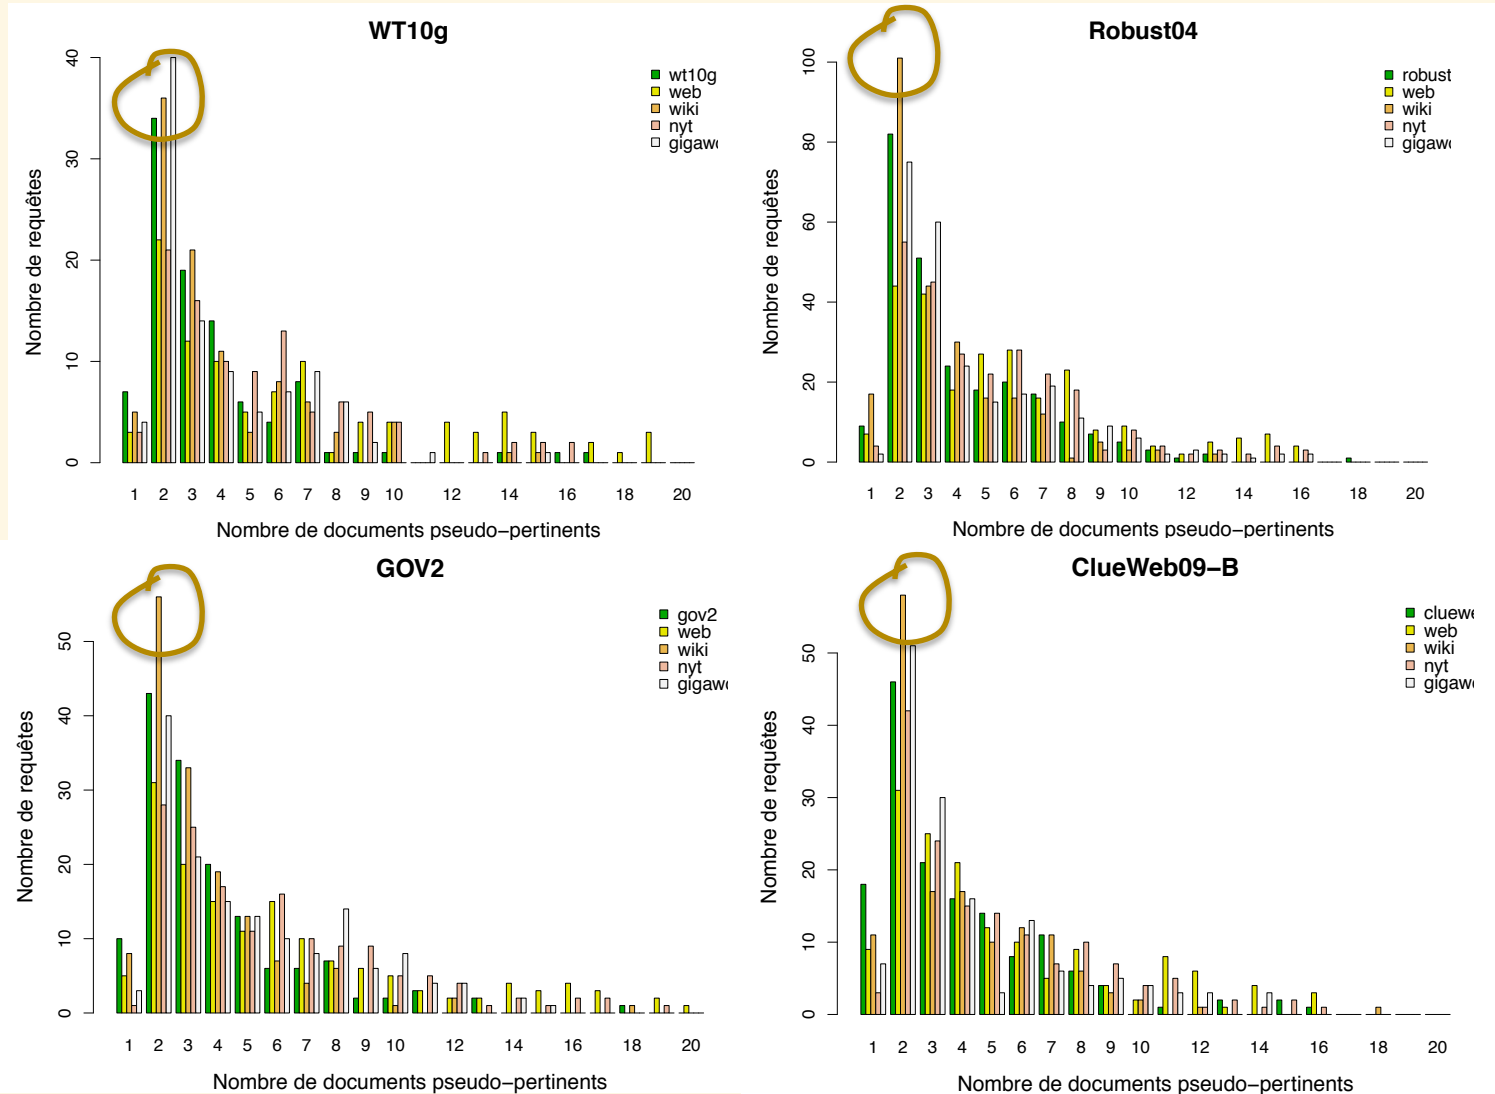 WT10g
40
30
20
10
0
Nombre de requêtes
wt10g
web
wiki
nyt
1 2 3 4 5 6 7 8 9 10 12 14 16 18 20
Nombre de documents pseudo−pertinents
Robust04
100
80
60
40
20
0
Nombre de requêtes
robust
web
wiki
nyt
1 2 3 4 5 6 7 8 9 10 12 14 16 18 20
Nombre de documents pseudo−pertinents
GOV2
50
40
30
20
10
0
Nombre de requêtes
gov2
web
wiki
nyt
1 2 3 4 5 6 7 8 9 10 12 14 16 18 20
Nombre de documents pseudo−pertinents
ClueWeb09−B
50
40
30
20
10
0
Nombre de requêtes
web
wiki
nyt
1 2 3 4 5 6 7 8 9 10 12 14 16 18 20
Nombre de documents pseudo−pertinents